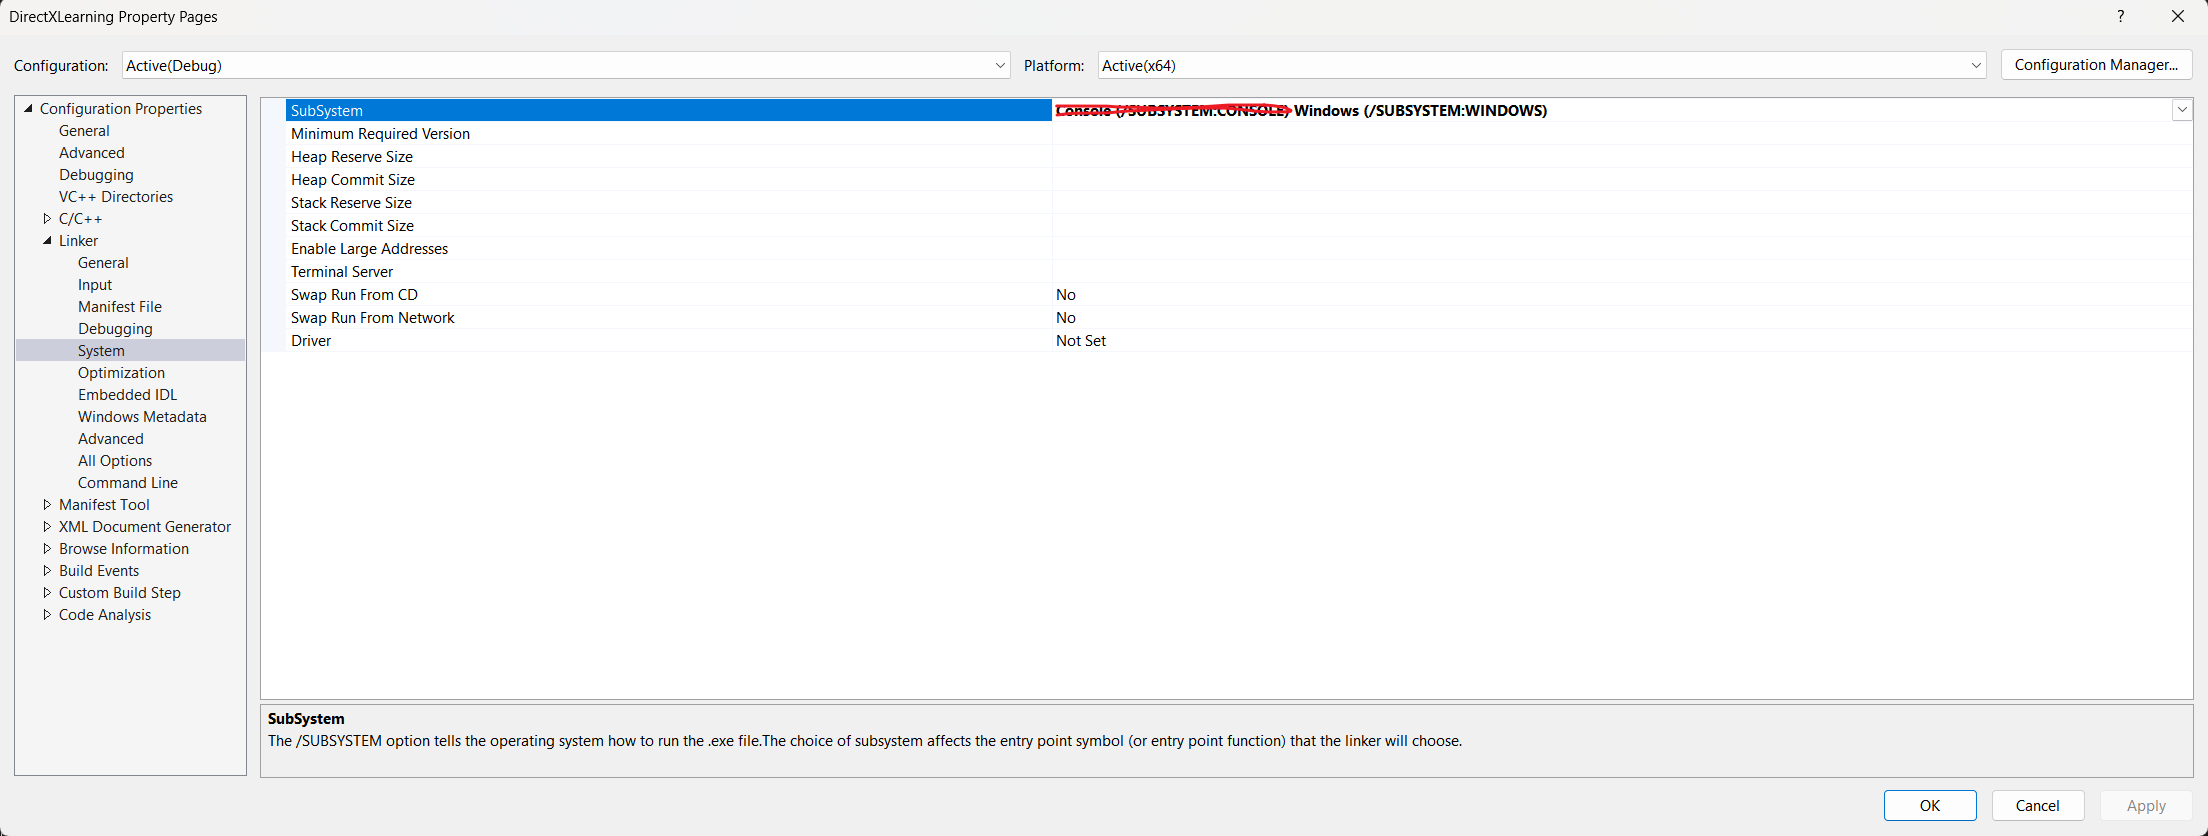 DirectXLearning Property Pages
Configuration: Active(Debug) Platform: Active(x64) Configuration Manager...
Configuration Properties
General
Advanced
Debugging
VC++ Directories
C/C++
Linker
General
Input
Manifest File
Debugging
System
Optimization
Embedded IDL
Windows Metadata
Advanced
All Options
Command Line
Manifest Tool
XML Document Generator
Browse Information
Build Events
Custom Build Step
Code Analysis
SubSystem Console (/SUBSYSTEM:CONSOLE) Windows (/SUBSYSTEM:WINDOWS)
Minimum Required Version
Heap Reserve Size
Heap Commit Size
Stack Reserve Size
Stack Commit Size
Enable Large Addresses
Terminal Server
Swap Run From CD No
Swap Run From Network No
Driver Not Set
SubSystem
The /SUBSYSTEM option tells the operating system how to run the .exe file.The choice of subsystem affects the entry point symbol (or entry point function) that the linker will choose.
OK Cancel Apply